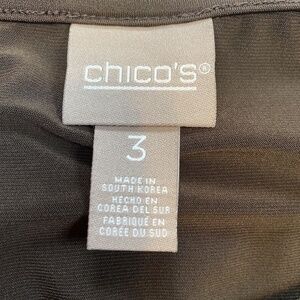 chico's®
3
MADE IN
SOUTH KOREA
HECHO EN
COREA DEL SUR
FABRIQUÉ EN
CORÉE DU SUD